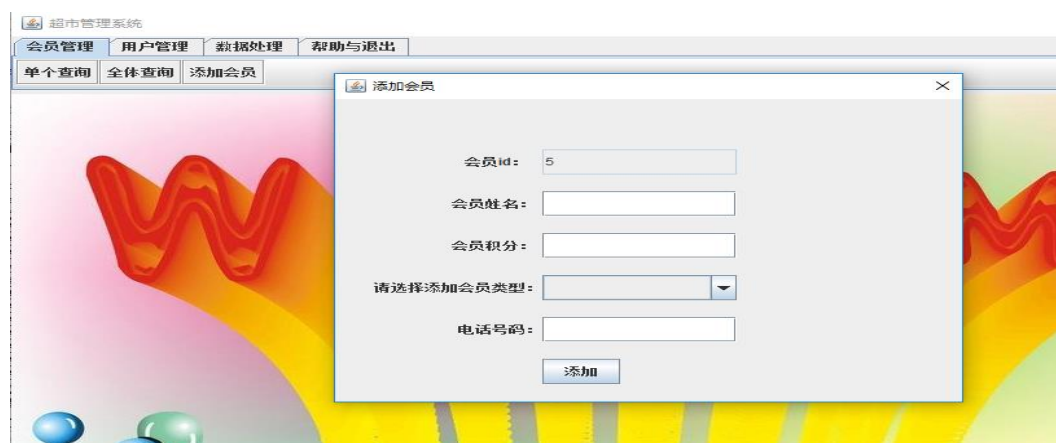 超市管理系统
会员管理 用户管理 数据处理 帮助与退出
单个查询 全体查询 添加会员
添加会员
会员id： 5
会员姓名：
会员积分：
请选择添加会员类型：
电话号码：
添加